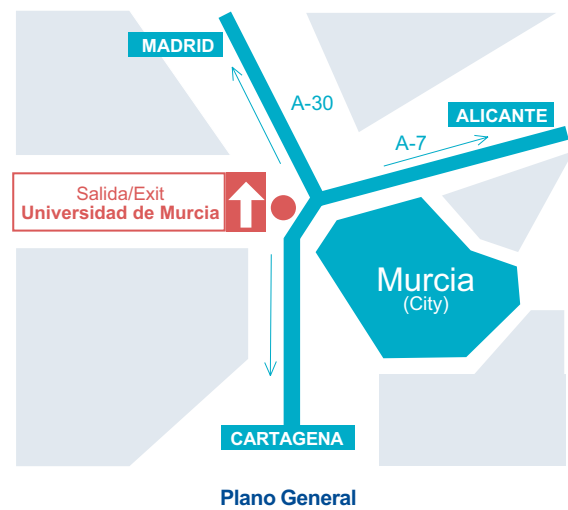 MADRID
A-30
ALICANTE
A-7
Salida/Exit
Universidad de Murcia
Murcia
(City)
CARTAGENA
Plano General